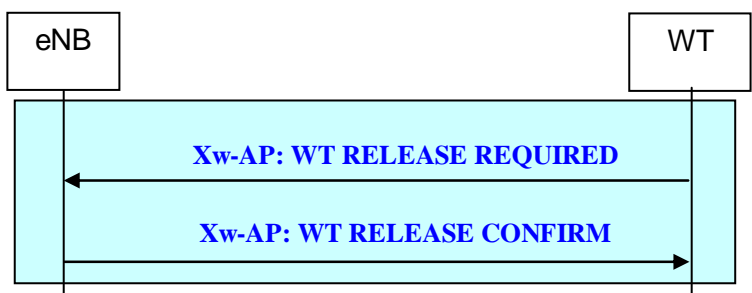 eNB
WT
Xw-AP: WT RELEASE REQUIRED
Xw-AP: WT RELEASE CONFIRM